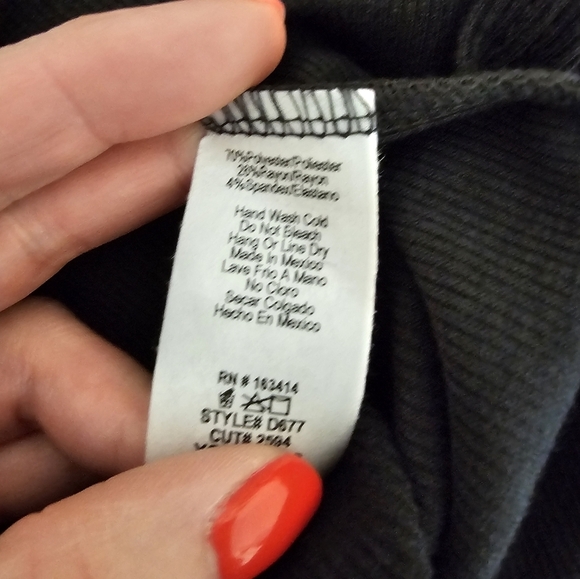 70%Polyester/Poliester
26%Rayon/Rayon
4%Spandex/Elastano
Hand Wash Cold
Do Not Bleach
Hang Or Line Dry
Made In Mexico
Lave Frio A Mano
No Cloro
Secar Colgado
Hecho En Mexico
RN # 163414
STYLE# D677
CUT# 2594